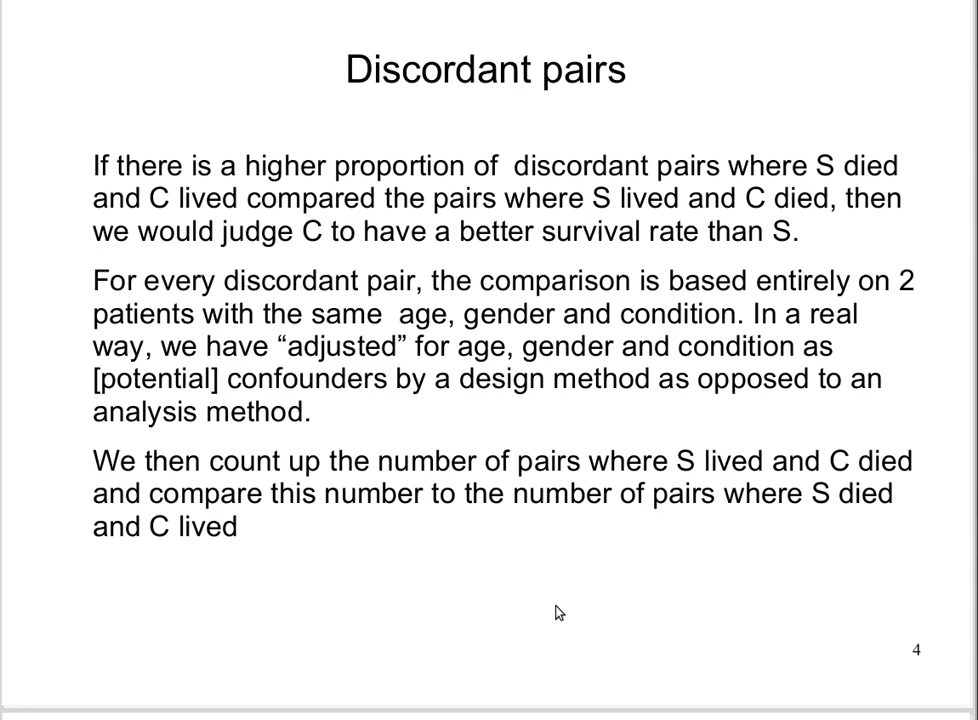 Discordant pairs
If there is a higher proportion of  discordant pairs where S died
and C lived compared the pairs where S lived and C died, then
we would judge C to have a better survival rate than S.
For every discordant pair, the comparison is based entirely on 2
patients with the same  age, gender and condition. In a real
way, we have “adjusted” for age, gender and condition as
[potential] confounders by a design method as opposed to an
analysis method.
We then count up the number of pairs where S lived and C died
and compare this number to the number of pairs where S died
and C lived
4